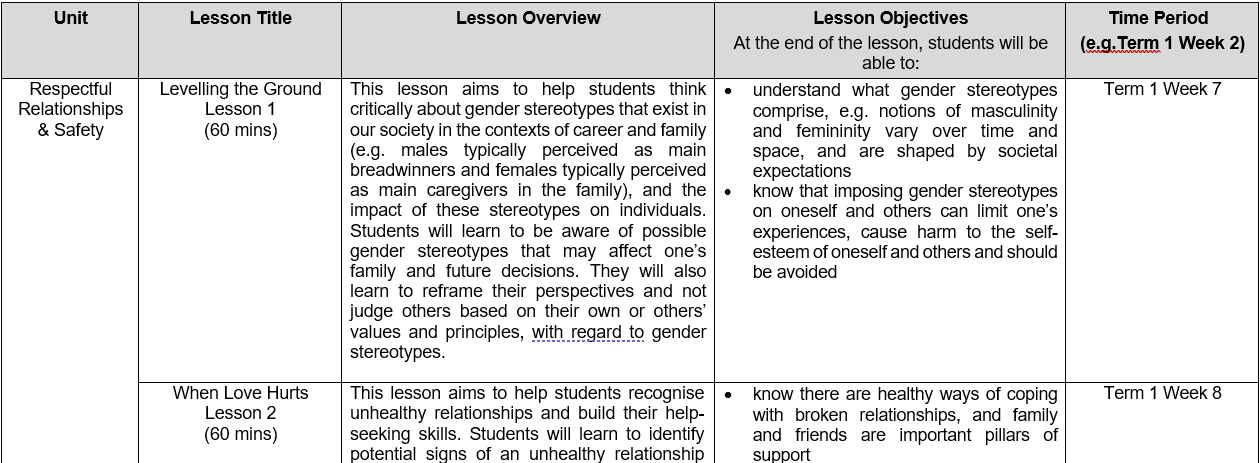 Unit
Lesson Title
Lesson Overview
Lesson Objectives
At the end of the lesson, students will be
able to:
Time Period
(e.g.Term 1 Week 2)
Respectful
Relationships
& Safety
Levelling the Ground
Lesson 1
(60 mins)
This lesson aims to help students think
critically about gender stereotypes that exist in
our society in the contexts of career and family
(e.g. males typically perceived as main
breadwinners and females typically perceived
as main caregivers in the family), and the
impact of these stereotypes on individuals.
Students will learn to be aware of possible
gender stereotypes that may affect one’s
family and future decisions. They will also
learn to reframe their perspectives and not
judge others based on their own or others’
values and principles, with regard to gender
stereotypes.
• understand what gender stereotypes
comprise, e.g. notions of masculinity
and femininity vary over time and
space, and are shaped by societal
expectations
• know that imposing gender stereotypes
on oneself and others can limit one’s
experiences, cause harm to the self-
esteem of oneself and others and should
be avoided
Term 1 Week 7
When Love Hurts
Lesson 2
(60 mins)
This lesson aims to help students recognise
unhealthy relationships and build their help-
seeking skills. Students will learn to identify
potential signs of an unhealthy relationship
• know there are healthy ways of coping
with broken relationships, and family
and friends are important pillars of
support
Term 1 Week 8